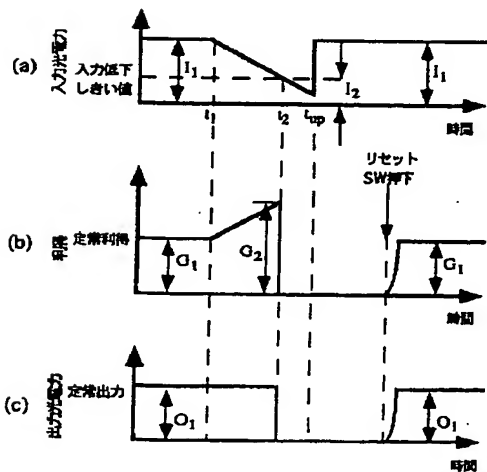 (a)
入力光電力
入力低下
しきい値
I1
I2
I1
t1
t2
tup
時間
リセット
SW押下
(b)
利得
定常利得
G1
G2
G1
時間
(c)
出力光電力
定常出力
O1
O1
時間